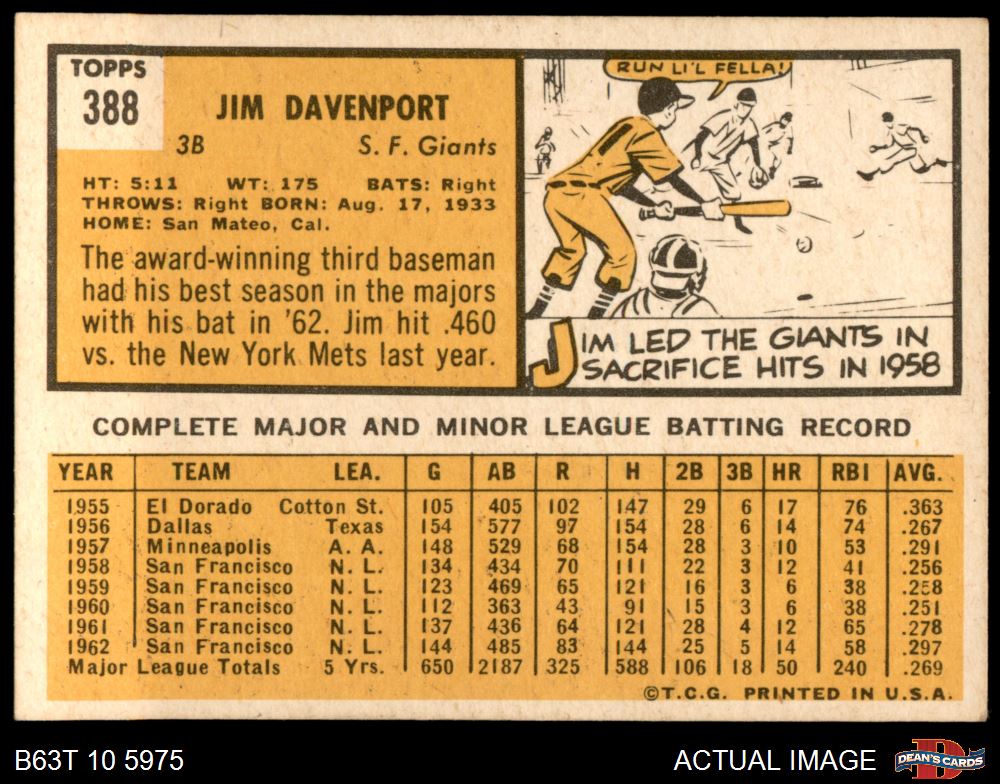 TOPPS
388
JIM DAVENPORT
3B S. F. Giants
HT: 5:11 WT: 175 BATS: Right
THROWS: Right BORN: Aug. 17, 1933
HOME: San Mateo, Cal.
The award-winning third baseman
had his best season in the majors
with his bat in '62. Jim hit .460
vs. the New York Mets last year.
RUN LI'L FELLA!
JIM LED THE GIANTS IN
SACRIFICE HITS IN 1958
COMPLETE MAJOR AND MINOR LEAGUE BATTING RECORD
YEAR TEAM LEA. G AB R H 2B 3B HR RBI AVG.
1955 El Dorado Cotton St. 105 405 102 147 29 6 17 76 .363
1956 Dallas Texas 154 577 97 154 28 6 14 74 .267
1957 Minneapolis A. A. 148 529 68 154 28 3 10 53 .291
1958 San Francisco N. L. 134 434 70 111 22 3 12 41 .256
1959 San Francisco N. L. 123 469 65 121 16 3 6 38 .258
1960 San Francisco N. L. 112 363 43 91 15 3 6 38 .251
1961 San Francisco N. L. 137 436 64 121 28 4 12 65 .278
1962 San Francisco N. L. 144 485 83 144 25 5 14 58 .297
Major League Totals 5 Yrs. 650 2187 325 588 106 18 50 240 .269
©T.C.G. PRINTED IN U.S.A.
B63T 10 5975 ACTUAL IMAGE
D
DEAN'S CARDS